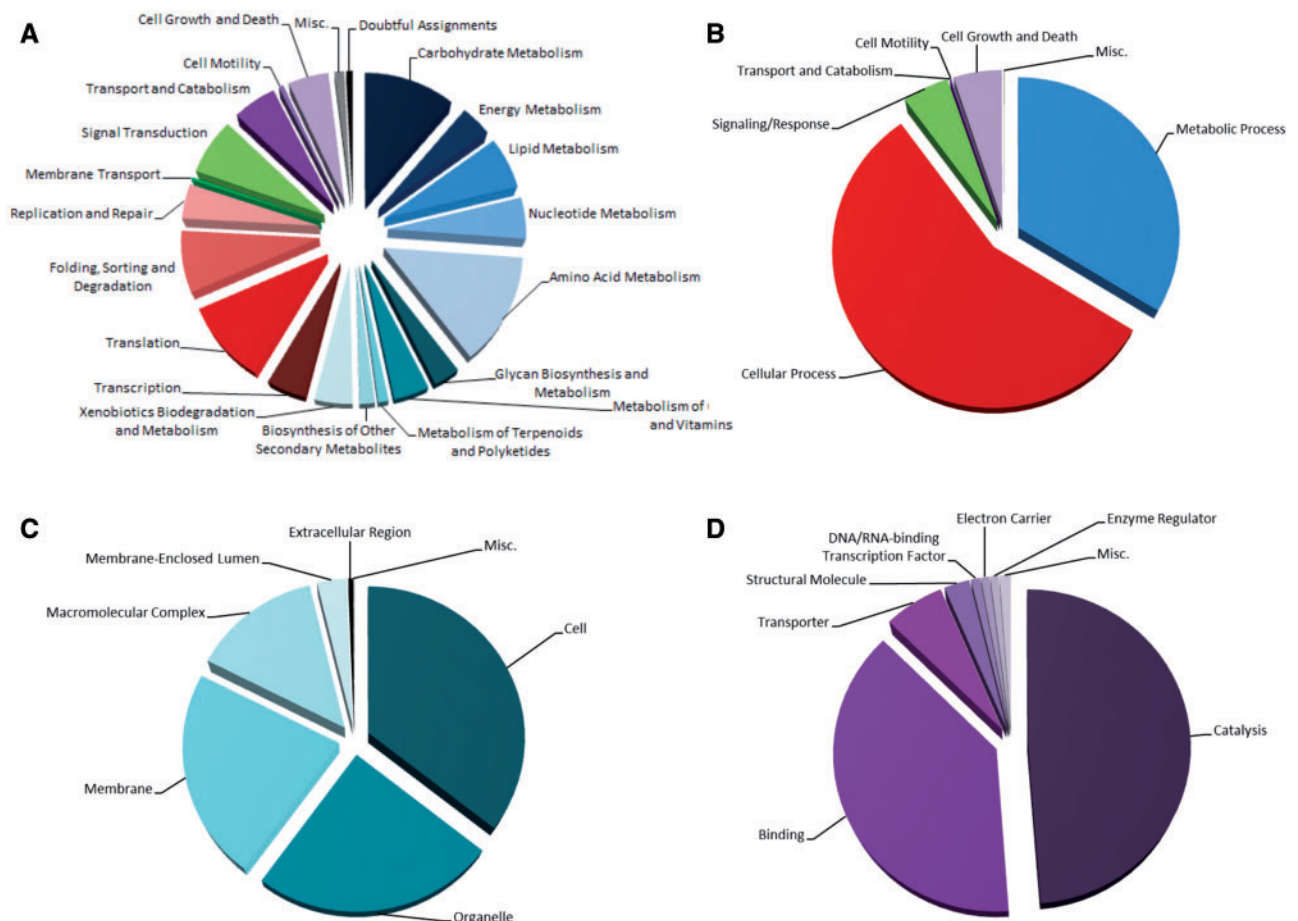 A
Cell Growth and Death
Misc.
Doubtful Assignments
Carbohydrate Metabolism
Energy Metabolism
Lipid Metabolism
Nucleotide Metabolism
Amino Acid Metabolism
Glycan Biosynthesis and
Metabolism
Metabolism of
and Vitamins
Metabolism of Terpenoids
and Polyketides
Biosynthesis of Other
Secondary Metabolites
Xenobiotics Biodegradation
and Metabolism
Transcription
Translation
Folding, Sorting and
Degradation
Replication and Repair
Membrane Transport
Signal Transduction
Transport and Catabolism
Cell Motility
B
Cell Motility
Cell Growth and Death
Misc.
Transport and Catabolism
Signaling/Response
Metabolic Process
Cellular Process
C
Extracellular Region
Misc.
Membrane-Enclosed Lumen
Macromolecular Complex
Cell
Membrane
Organelle
D
Electron Carrier
Enzyme Regulator
DNA/RNA-binding
Transcription Factor
Misc.
Structural Molecule
Transporter
Catalysis
Binding